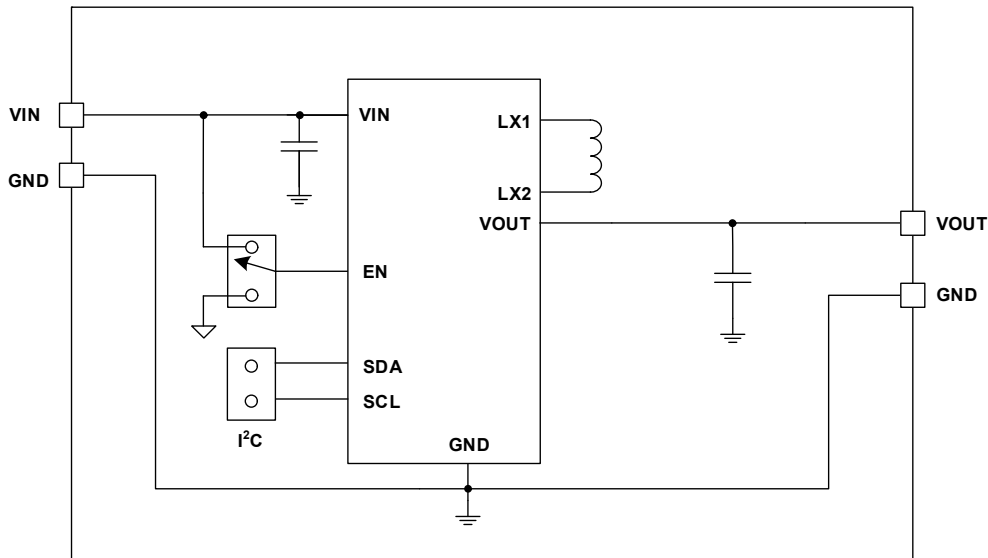 VIN
VIN
LX1
GND
LX2
VOUT
VOUT
EN
GND
SDA
SCL
I²C
GND